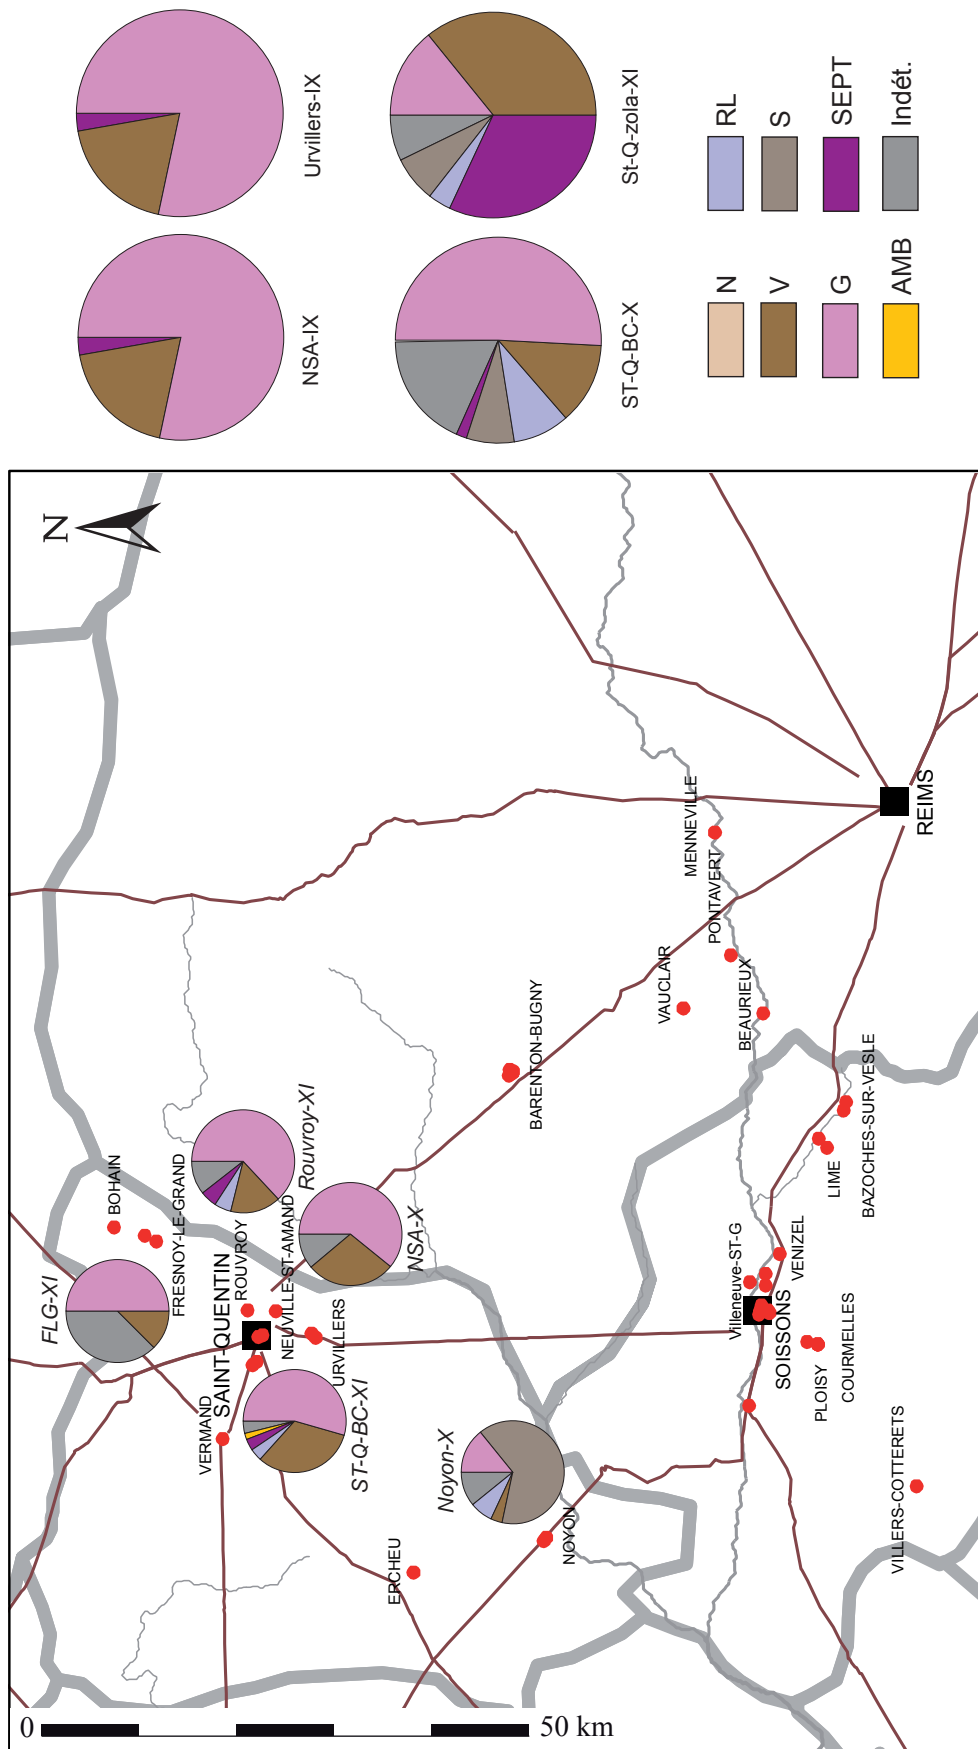 Urvillers-IX
NSA-IX
St-Q-zola-XI
ST-Q-BC-X
RL
S
SEPT
Indét.
N
V
G
AMB
N
BOHAIN
FRESNOY-LE-GRAND
FLG-XI
ROUVROY
Rouvroy-XI
SAINT-QUENTIN
NEUVILLE-ST-AMAND
NSA-X
URVILLERS
VERMAND
ST-Q-BC-XI
Noyon-X
NOYON
ERCHEU
BARENTON-BUGNY
MENNEVILLE
PONTAVERT
VAUCLAIR
BEAURIEUX
REIMS
BAZOCHES-SUR-VESLE
LIME
VENIZEL
Villeneuve-ST-G
SOISSONS
PLOISY
COURMELLES
VILLERS-COTTERETS
0
50 km